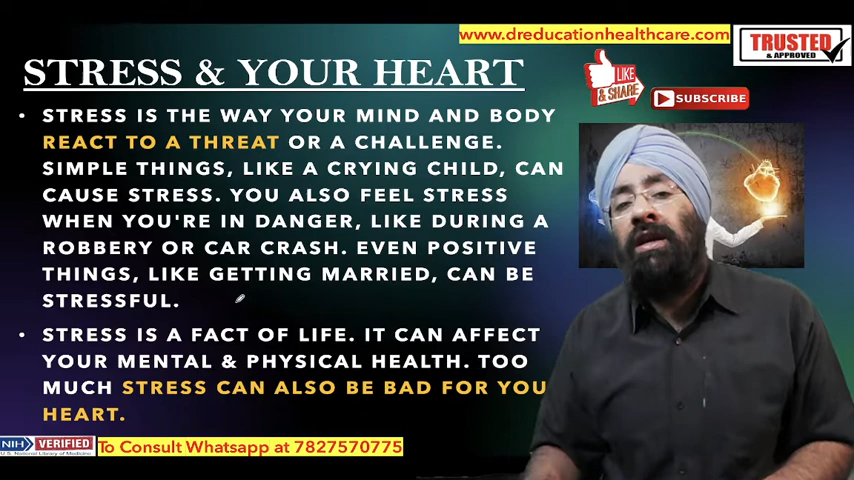 www.dreducationhealthcare.com
TRUSTED
& APPROVED
STRESS & YOUR HEART
LIKE
& SHARE
SUBSCRIBE
• STRESS IS THE WAY YOUR MIND AND BODY
REACT TO A THREAT OR A CHALLENGE.
SIMPLE THINGS, LIKE A CRYING CHILD, CAN
CAUSE STRESS. YOU ALSO FEEL STRESS
WHEN YOU'RE IN DANGER, LIKE DURING A
ROBBERY OR CAR CRASH. EVEN POSITIVE
THINGS, LIKE GETTING MARRIED, CAN BE
STRESSFUL.
• STRESS IS A FACT OF LIFE. IT CAN AFFECT
YOUR MENTAL & PHYSICAL HEALTH. TOO
MUCH STRESS CAN ALSO BE BAD FOR YOU
HEART.
NIH VERIFIED
U.S. National Library of Medicine
To Consult Whatsapp at 7827570775